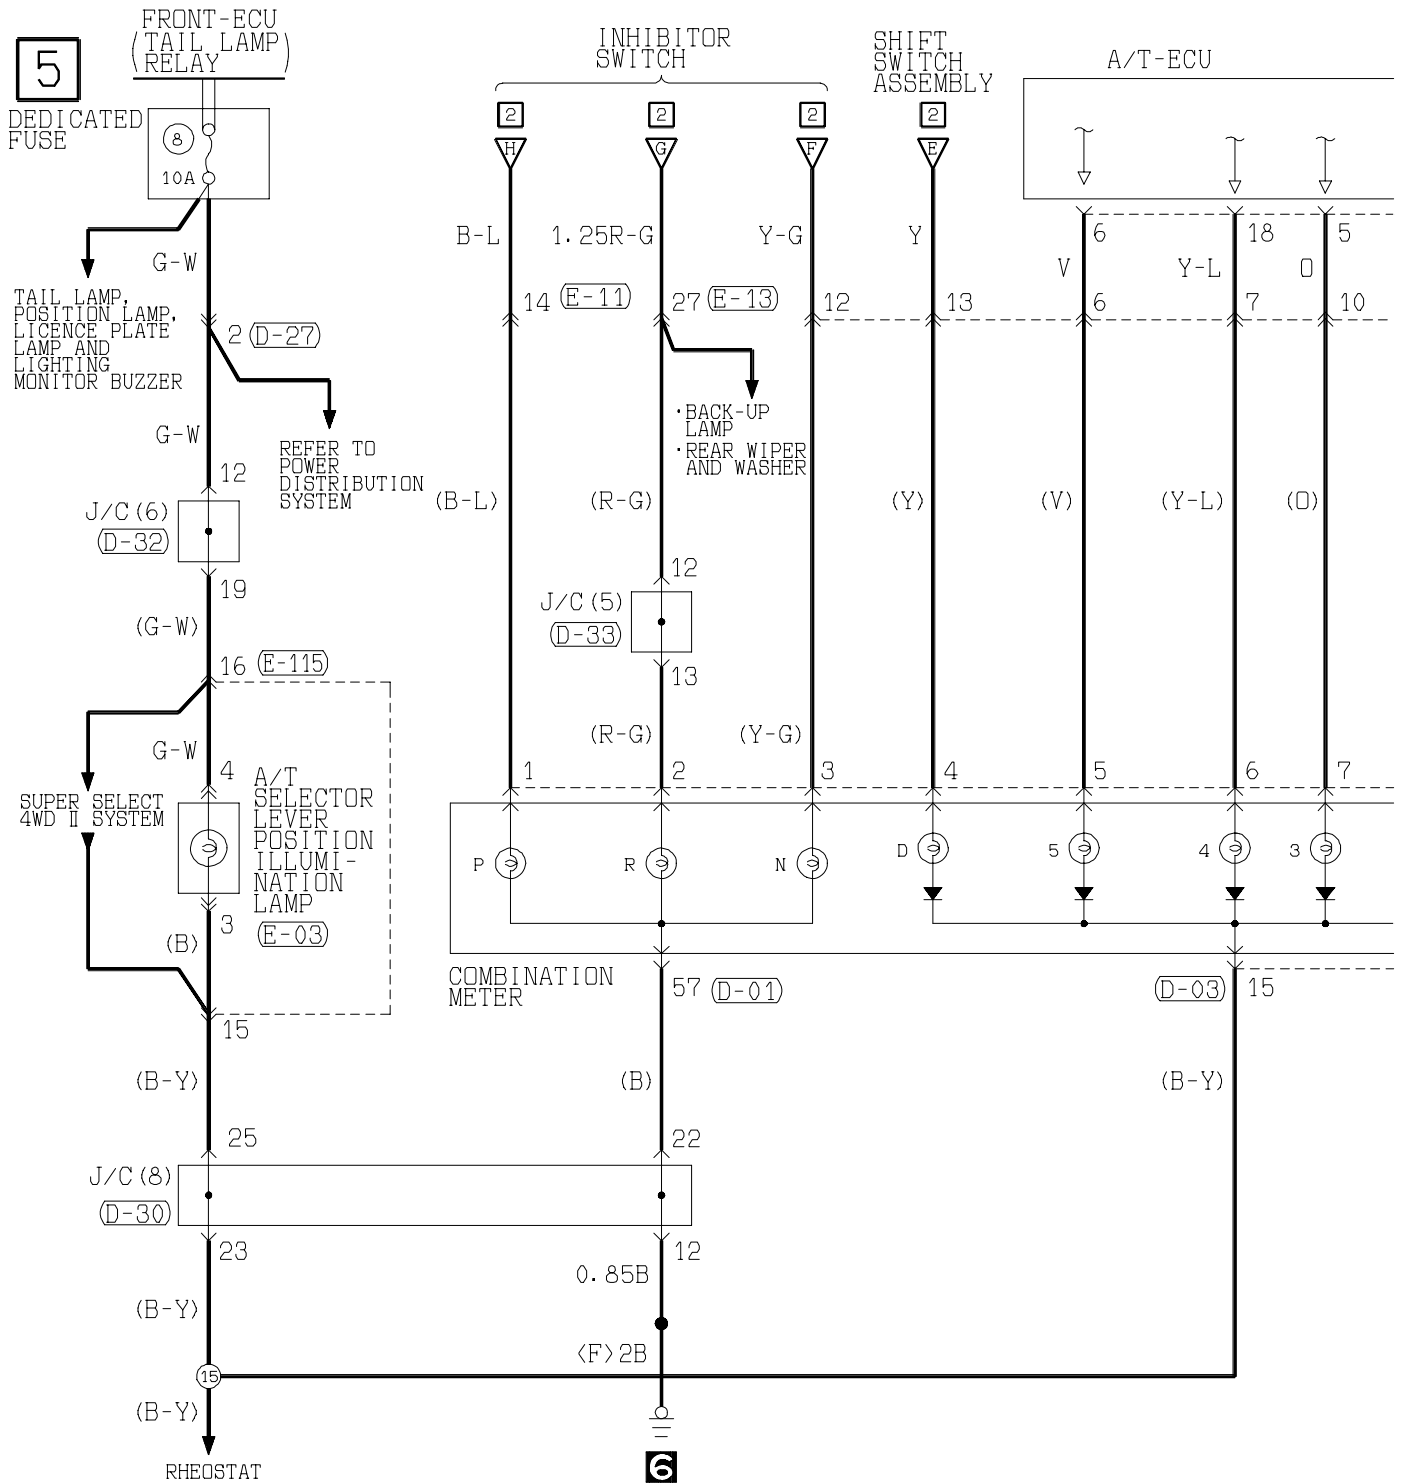 5
FRONT-ECU
(TAIL LAMP
RELAY)
INHIBITOR
SWITCH
SHIFT
SWITCH
ASSEMBLY
A/T-ECU
DEDICATED
FUSE
8
10A
2
2
2
2
H
G
F
E
B-L
1.25R-G
Y-G
Y
6
18
5
G-W
V
Y-L
O
TAIL LAMP,
POSITION LAMP,
LICENCE PLATE
LAMP AND
LIGHTING
MONITOR BUZZER
2 (D-27)
14 (E-11)
27 (E-13)
12
13
6
7
10
G-W
REFER TO
POWER
DISTRIBUTION
SYSTEM
·BACK-UP
LAMP
·REAR WIPER
AND WASHER
12
J/C(6)
(D-32)
19
(B-L)
(R-G)
(Y)
(V)
(Y-L)
(O)
12
J/C(5)
(D-33)
13
(G-W)
16 (E-115)
(R-G)
(Y-G)
G-W
4
SUPER SELECT
4WD II SYSTEM
A/T
SELECTOR
LEVER
POSITION
ILLUMI-
NATION
LAMP
(E-03)
1
2
3
4
5
6
7
P
R
N
D
5
4
3
3
(B)
COMBINATION
METER
57 (D-01)
(D-03) 15
15
(B-Y)
(B)
(B-Y)
25
22
J/C(8)
(D-30)
23
12
0.85B
(B-Y)
<F>2B
15
(B-Y)
RHEOSTAT
6